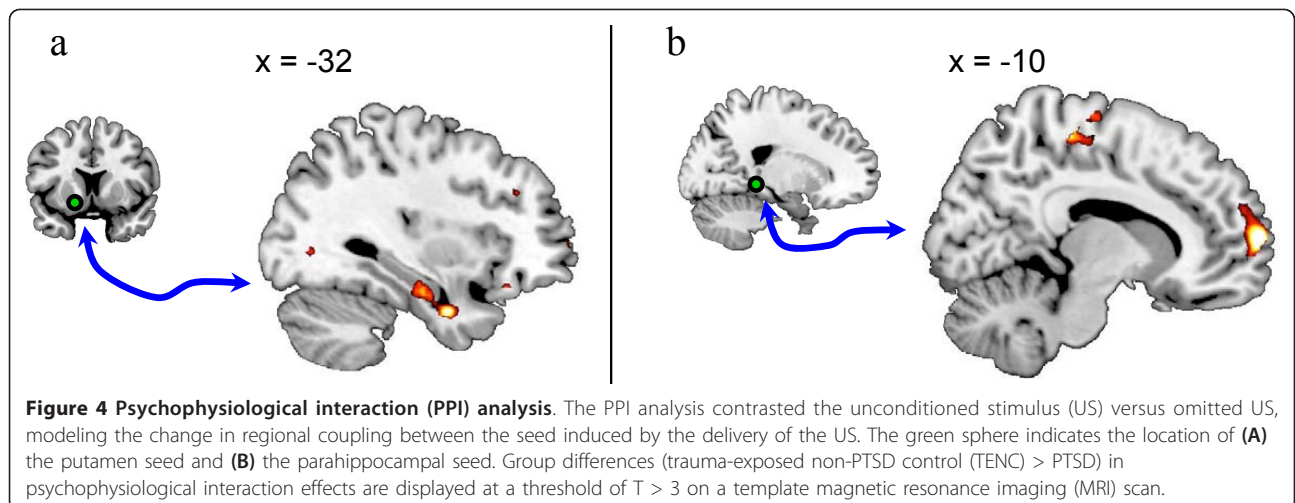 a
x = -32
b
x = -10
Figure 4 Psychophysiological interaction (PPI) analysis. The PPI analysis contrasted the unconditioned stimulus (US) versus omitted US,
modeling the change in regional coupling between the seed induced by the delivery of the US. The green sphere indicates the location of (A)
the putamen seed and (B) the parahippocampal seed. Group differences (trauma-exposed non-PTSD control (TENC) > PTSD) in
psychophysiological interaction effects are displayed at a threshold of T > 3 on a template magnetic resonance imaging (MRI) scan.